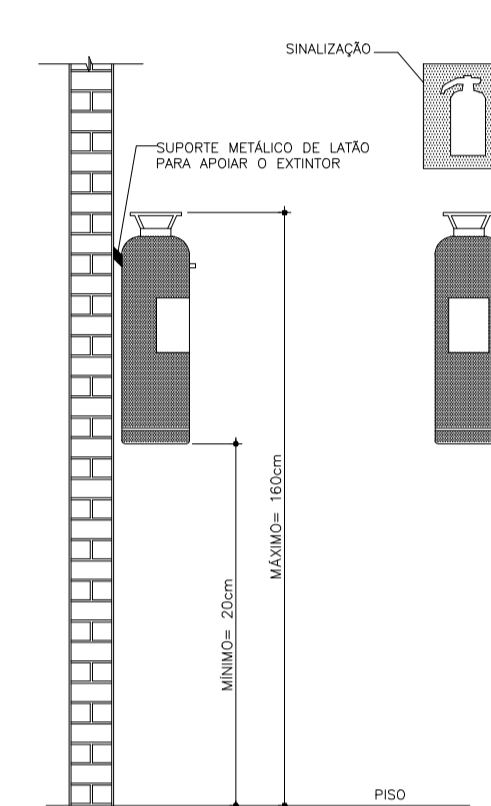 SINALIZAÇÃO
SUPORTE METÁLICO DE LATÃO
PARA APOIAR O EXTINTOR
MÁXIMO= 160cm
MÍNIMO= 20cm
PISO